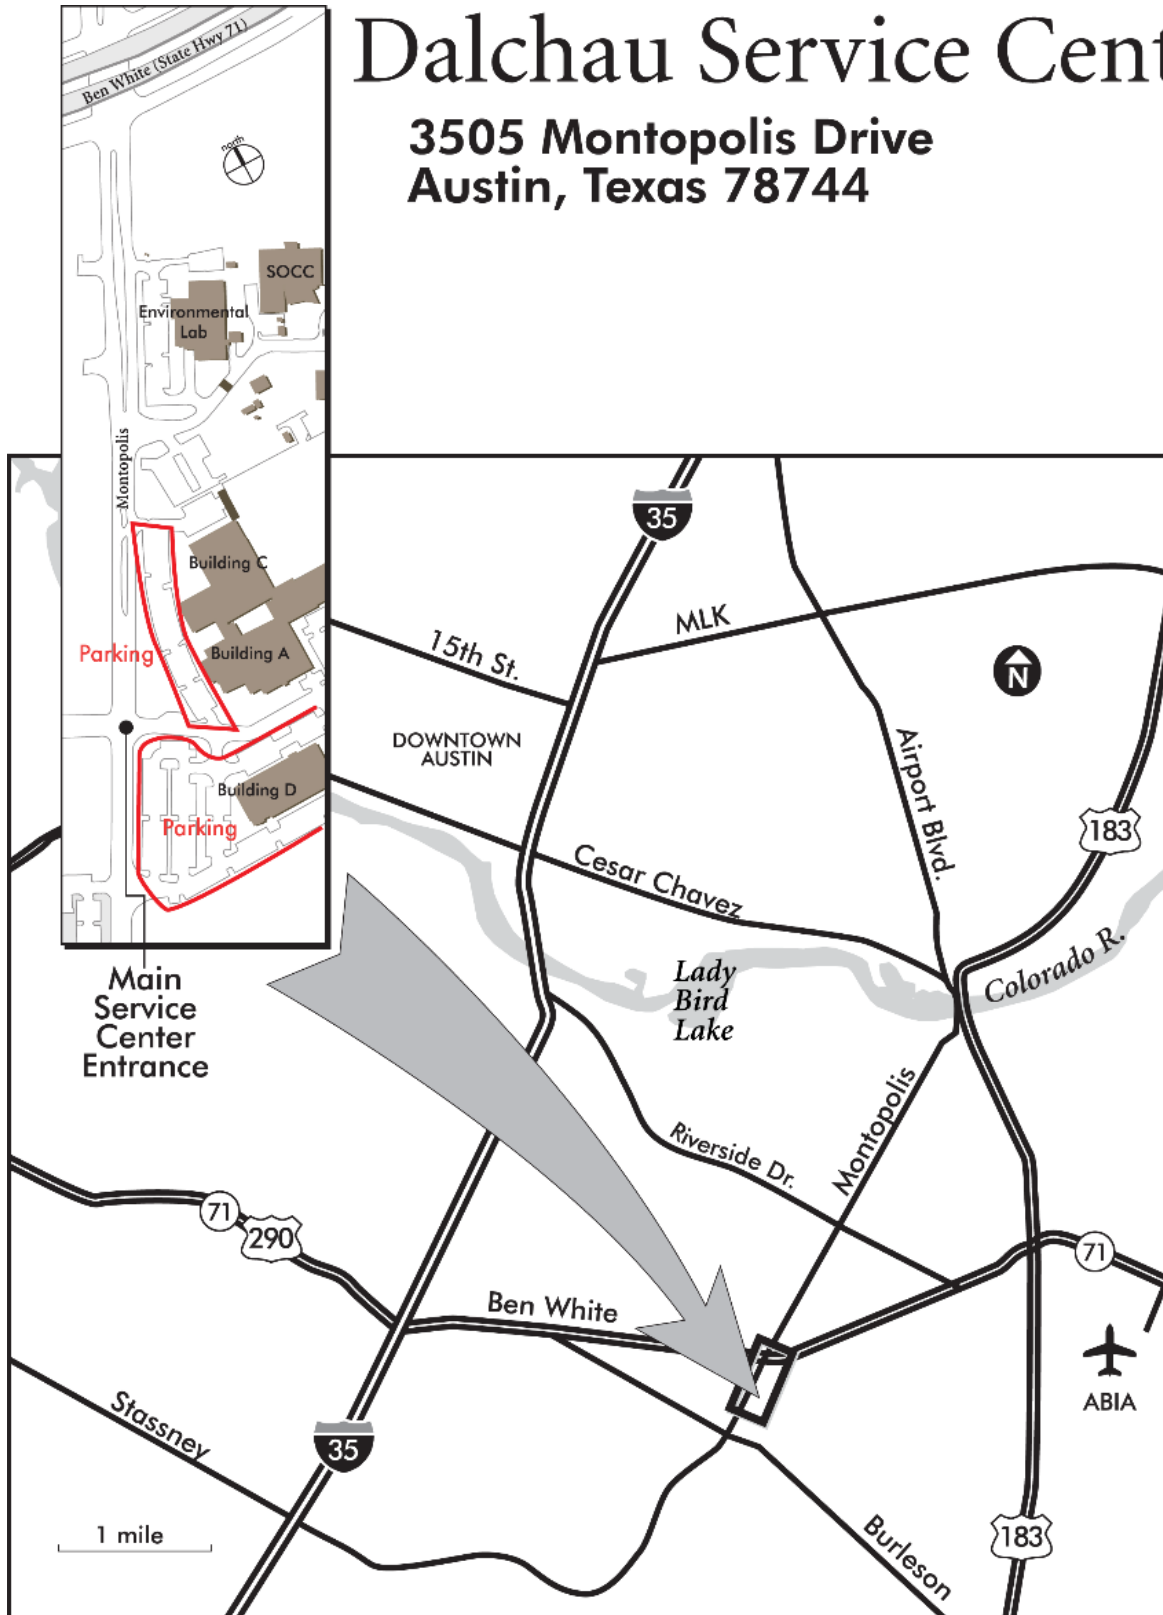 Dalchau Service Cent
3505 Montopolis Drive
Austin, Texas 78744
Ben White (State Hwy 71)
north
SOCC
Environmental
Lab
Montopolis
Building C
Parking
Building A
Building D
Parking
Main
Service
Center
Entrance
35
MLK
15th St.
N
DOWNTOWN
AUSTIN
Airport Blvd.
183
Cesar Chavez
Colorado R.
Lady
Bird
Lake
Montopolis
Riverside Dr.
71
290
71
Ben White
ABIA
Stassney
35
1 mile
Burleson
183